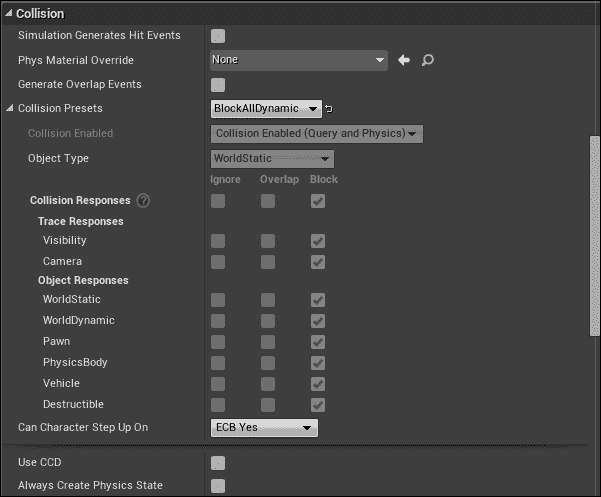 Collision
Simulation Generates Hit Events
Phys Material Override None
Generate Overlap Events
Collision Presets BlockAllDynamic
Collision Enabled Collision Enabled (Query and Physics)
Object Type WorldStatic
Ignore Overlap Block
Collision Responses ?
Trace Responses
Visibility
Camera
Object Responses
WorldStatic
WorldDynamic
Pawn
PhysicsBody
Vehicle
Destructible
Can Character Step Up On ECB Yes
Use CCD
Always Create Physics State